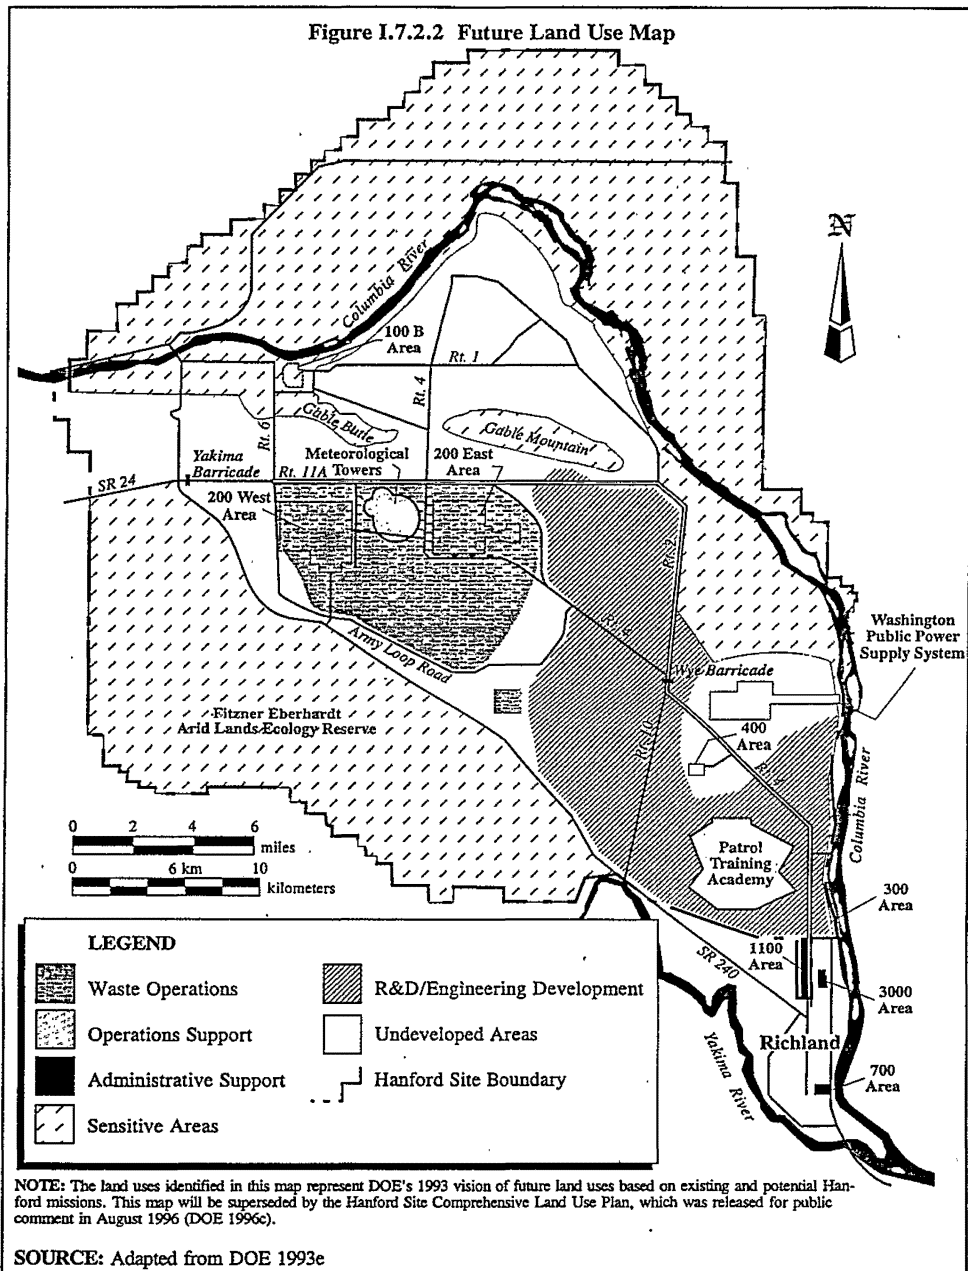 Figure I.7.2.2 Future Land Use Map
N
Columbia River
100 B
Area
Rt. 1
Rt. 4
Rt. 6
Gable Butte
Gable Mountain
Yakima
Barricade
Meteorological
Towers
200 East
Area
Rt. 11A
SR 24
200 West
Area
Rt. 2
Rt. 4
Washington
Public Power
Supply System
Army Loop Road
Wye Barricade
Fitzner Eberhardt
Arid Lands Ecology Reserve
400
Area
Rt. 10
Columbia River
0 2 4 6
miles
0 6 km 10
kilometers
Patrol
Training
Academy
300
Area
1100
Area
SR 240
3000
Area
Richland
Yakima River
700
Area
LEGEND
Waste Operations
Operations Support
Administrative Support
Sensitive Areas
R&D/Engineering Development
Undeveloped Areas
Hanford Site Boundary
NOTE: The land uses identified in this map represent DOE's 1993 vision of future land uses based on existing and potential Han-
ford missions. This map will be superseded by the Hanford Site Comprehensive Land Use Plan, which was released for public
comment in August 1996 (DOE 1996c).
SOURCE: Adapted from DOE 1993e